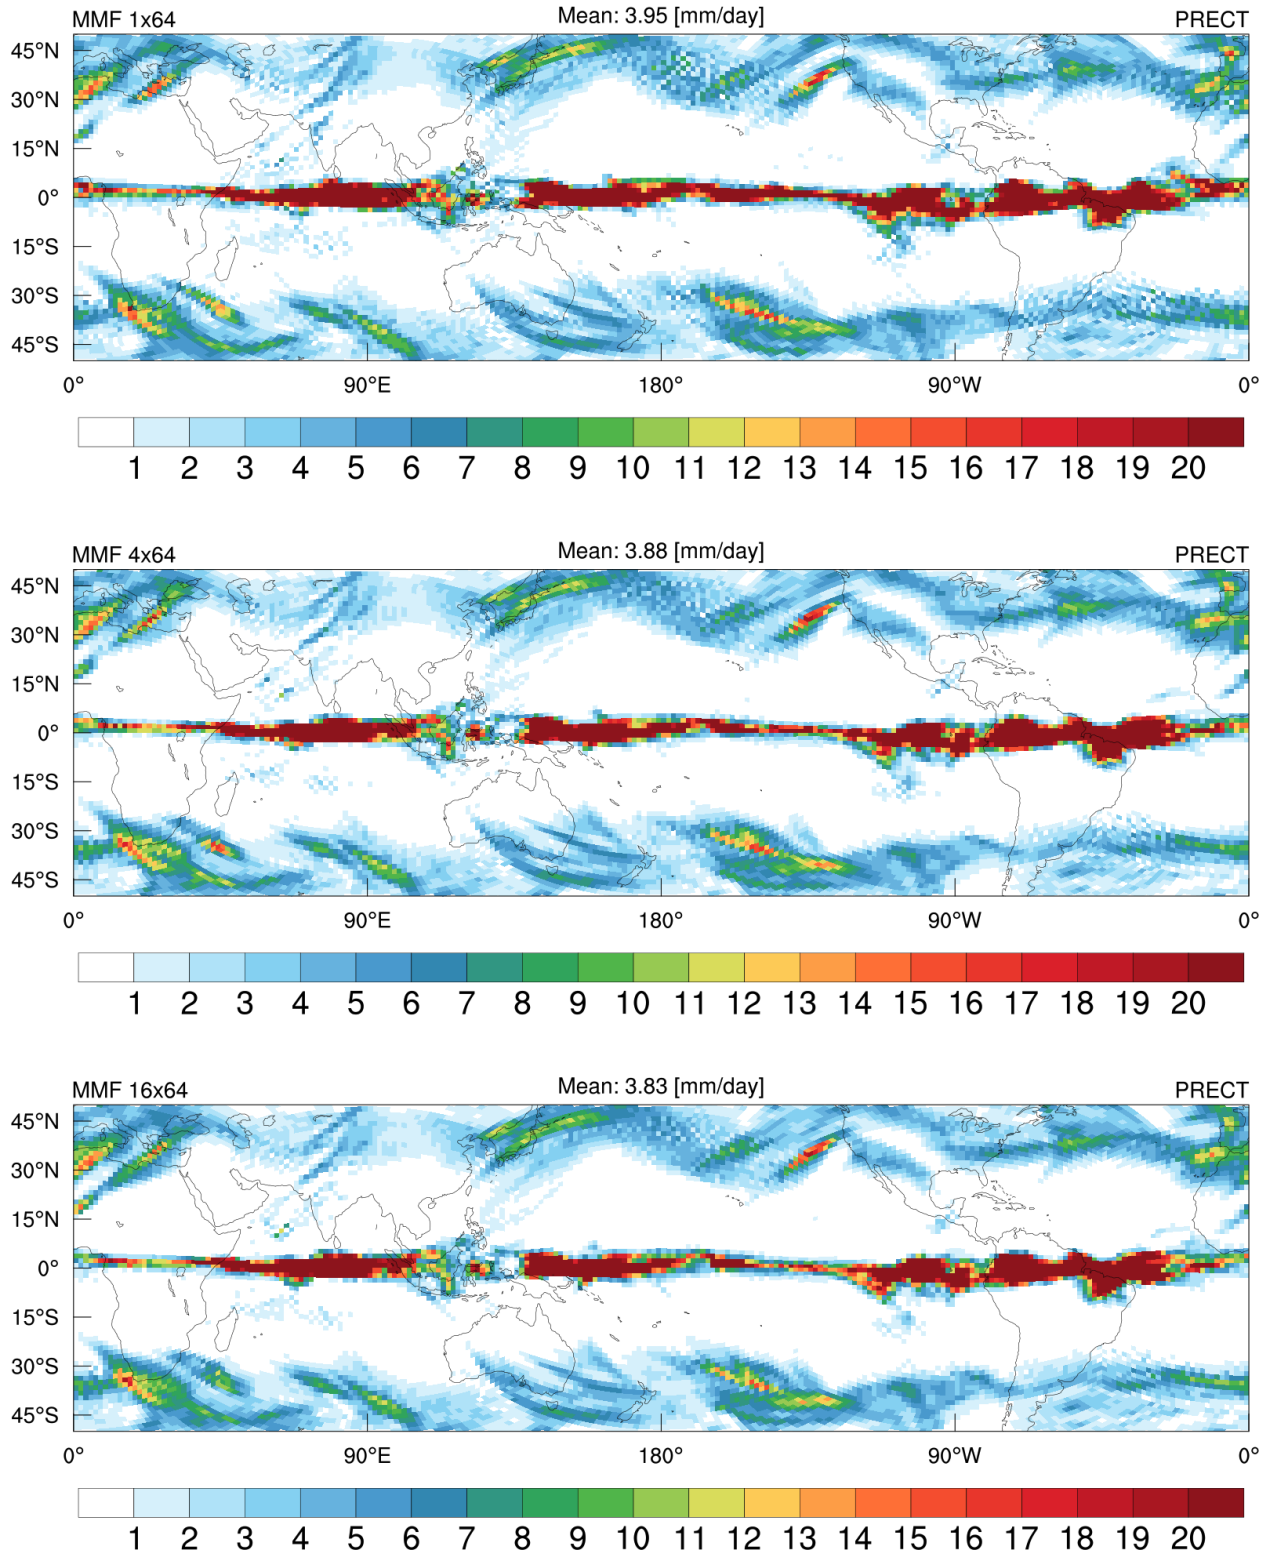 MMF 1x64 Mean: 3.95 [mm/day] PRECT
45°N
30°N
15°N
0°
15°S
30°S
45°S
0° 90°E 180° 90°W 0°
1 2 3 4 5 6 7 8 9 10 11 12 13 14 15 16 17 18 19 20
MMF 4x64 Mean: 3.88 [mm/day] PRECT
45°N
30°N
15°N
0°
15°S
30°S
45°S
0° 90°E 180° 90°W 0°
1 2 3 4 5 6 7 8 9 10 11 12 13 14 15 16 17 18 19 20
MMF 16x64 Mean: 3.83 [mm/day] PRECT
45°N
30°N
15°N
0°
15°S
30°S
45°S
0° 90°E 180° 90°W 0°
1 2 3 4 5 6 7 8 9 10 11 12 13 14 15 16 17 18 19 20